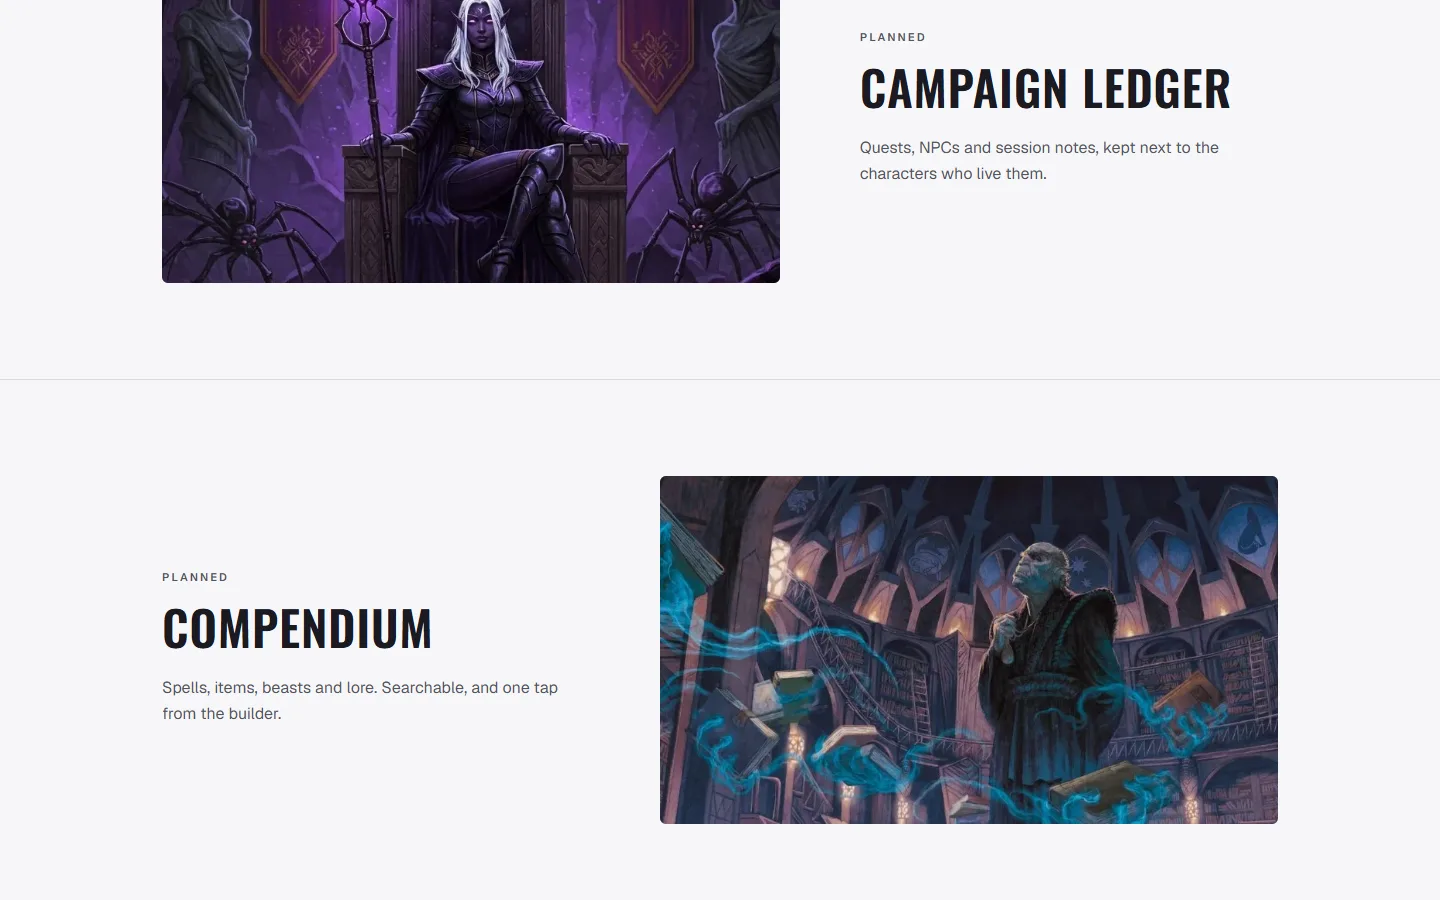 PLANNED
CAMPAIGN LEDGER
Quests, NPCs and session notes, kept next to the
characters who live them.
PLANNED
COMPENDIUM
Spells, items, beasts and lore. Searchable, and one tap
from the builder.